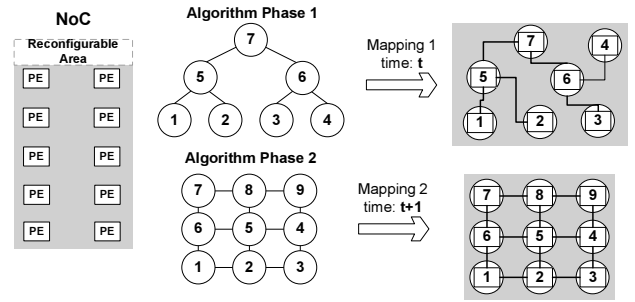 NoC
Reconfigurable
Area
PE PE
PE PE
PE PE
PE PE
PE PE
Algorithm Phase 1
7
5 6
1 2 3 4
Mapping 1
time: t
7 4
5 6
1 2 3
Algorithm Phase 2
7 8 9
6 5 4
1 2 3
Mapping 2
time: t+1
7 8 9
6 5 4
1 2 3